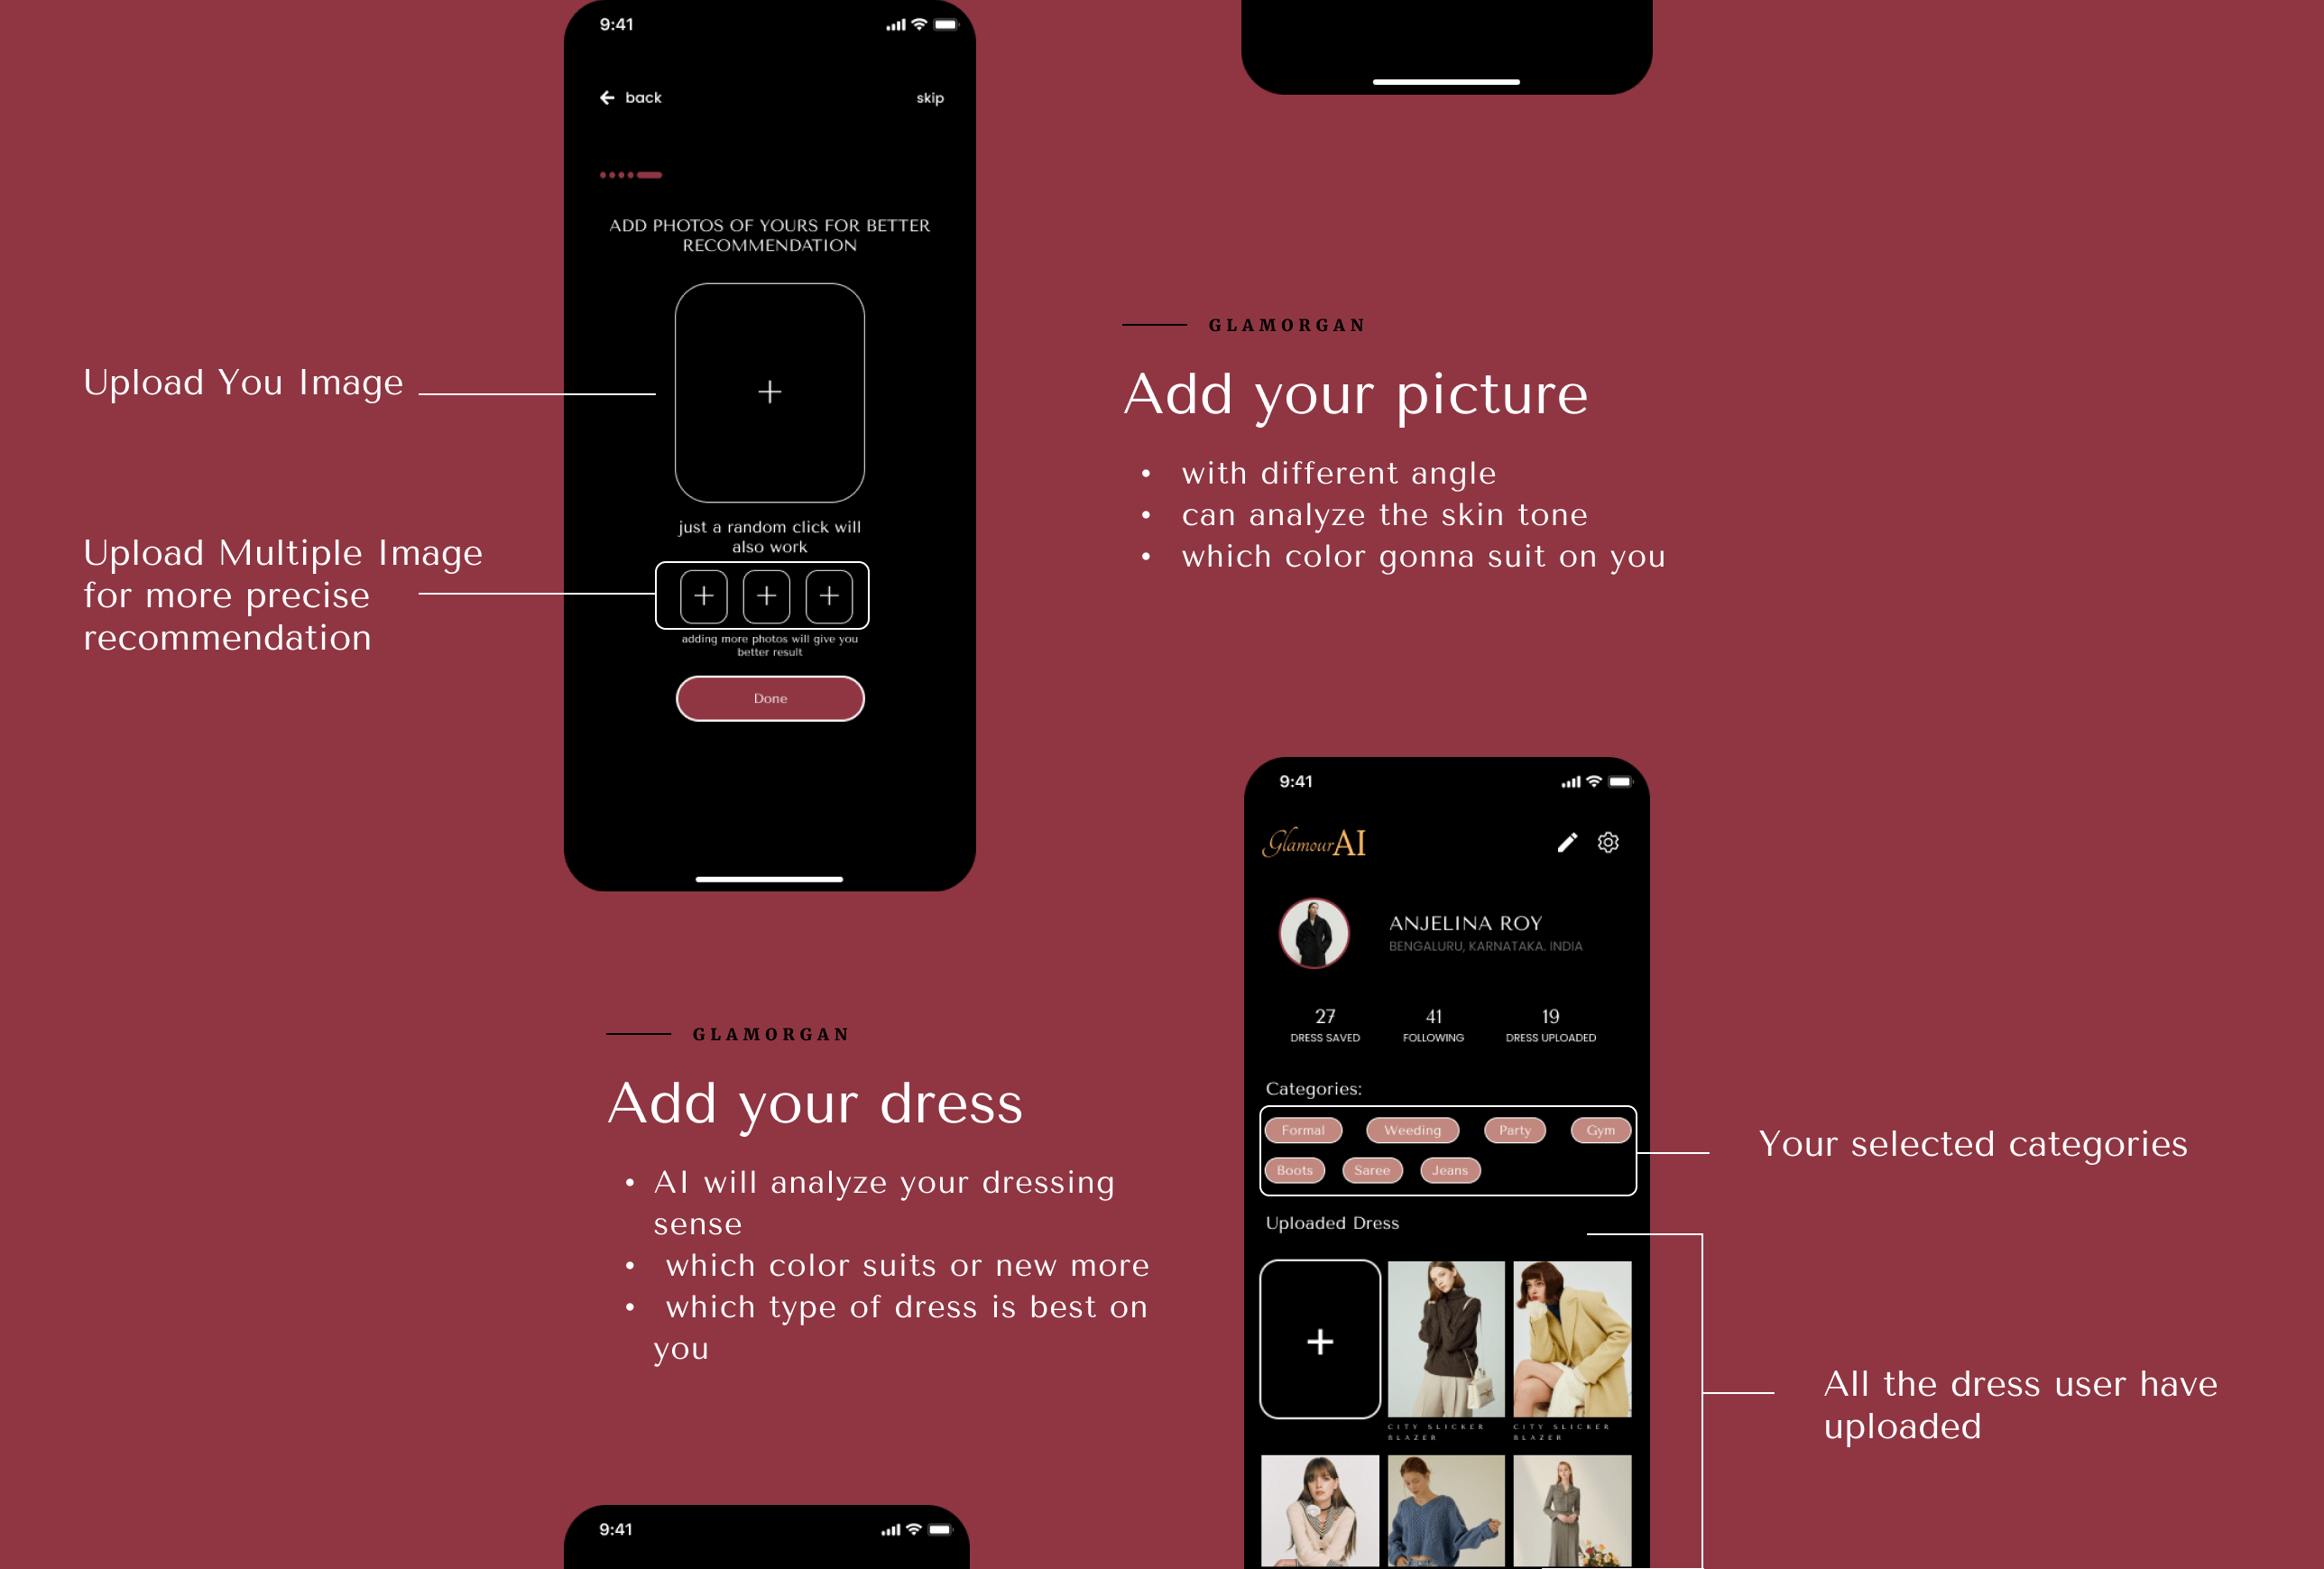 9:41
back
skip
ADD PHOTOS OF YOURS FOR BETTER
RECOMMENDATION
just a random click will
also work
adding more photos will give you
better result
Done
Upload You Image
Upload Multiple Image
for more precise
recommendation
GLAMORGAN
Add your picture
• with different angle
• can analyze the skin tone
• which color gonna suit on you
GLAMORGAN
Add your dress
• AI will analyze your dressing
sense
• which color suits or new more
• which type of dress is best on
you
9:41
GlamourAI
ANJELINA ROY
BENGALURU, KARNATAKA. INDIA
27 41 19
DRESS SAVED FOLLOWING DRESS UPLOADED
Categories:
Formal Weeding Party Gym
Boots Saree Jeans
Uploaded Dress
CITY SLICKER
BLAZER
CITY SLICKER
BLAZER
Your selected categories
All the dress user have
uploaded
9:41